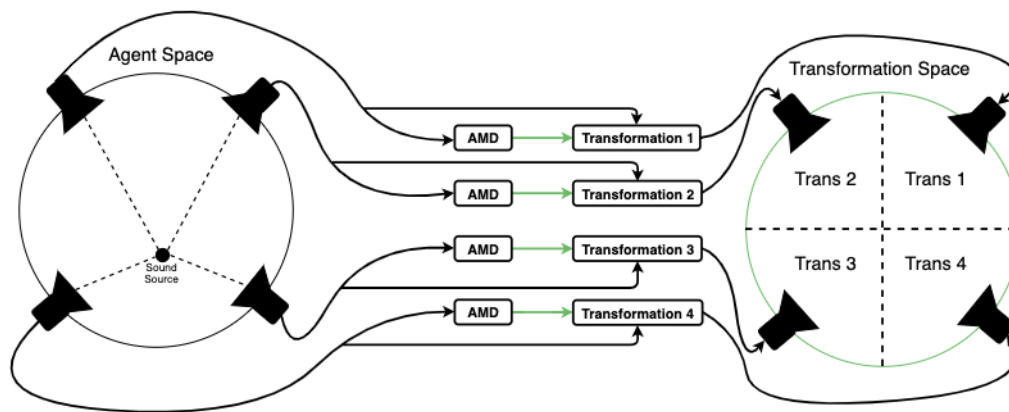 Agent Space
Transformation Space
AMD
Transformation 1
AMD
Transformation 2
AMD
Transformation 3
AMD
Transformation 4
Sound
Source
Trans 2
Trans 1
Trans 3
Trans 4